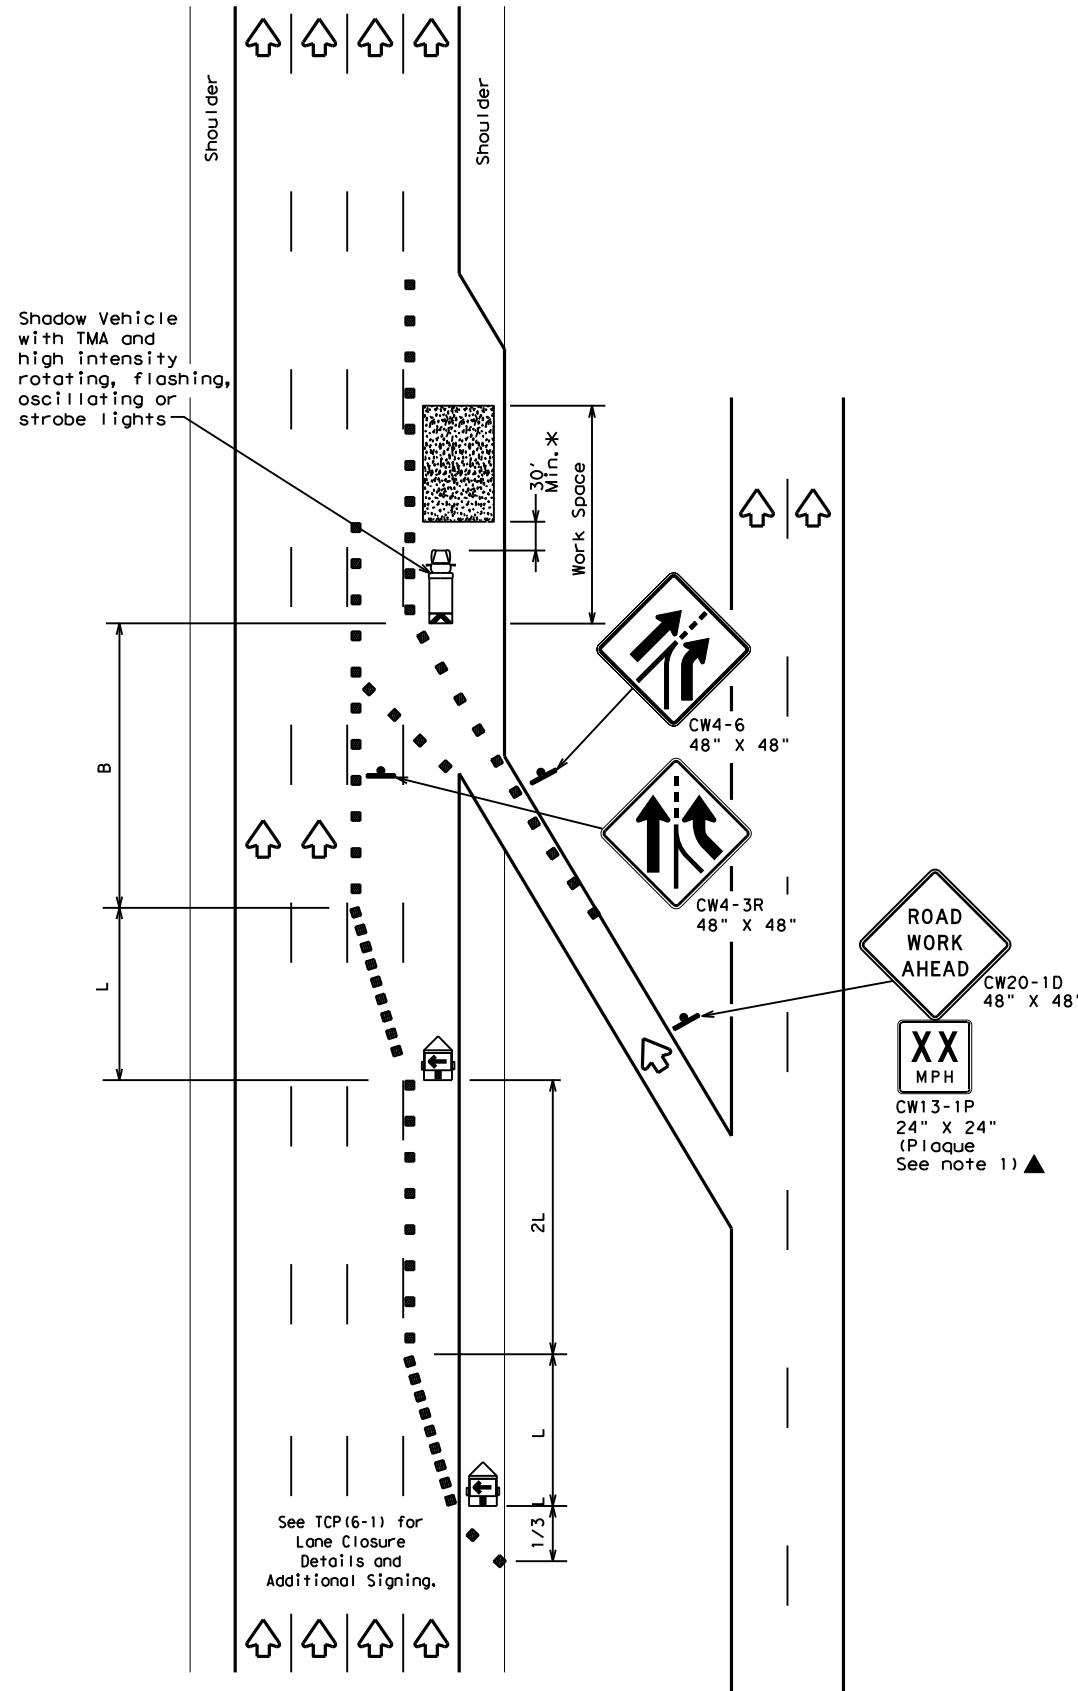 Shoulder
Shoulder
Shadow Vehicle
with TMA and
high intensity
rotating, flashing,
oscillating or
strobe lights
30'
Min.*
Work Space
CW4-6
48" X 48"
B
CW4-3R
48" X 48"
ROAD
WORK
AHEAD
CW20-1D
48" X 48"
L
XX
MPH
CW13-1P
24" X 24"
(Plaque
See note 1)▲
2L
L
1/3 L
See TCP(6-1) for
Lane Closure
Details and
Additional Signing.